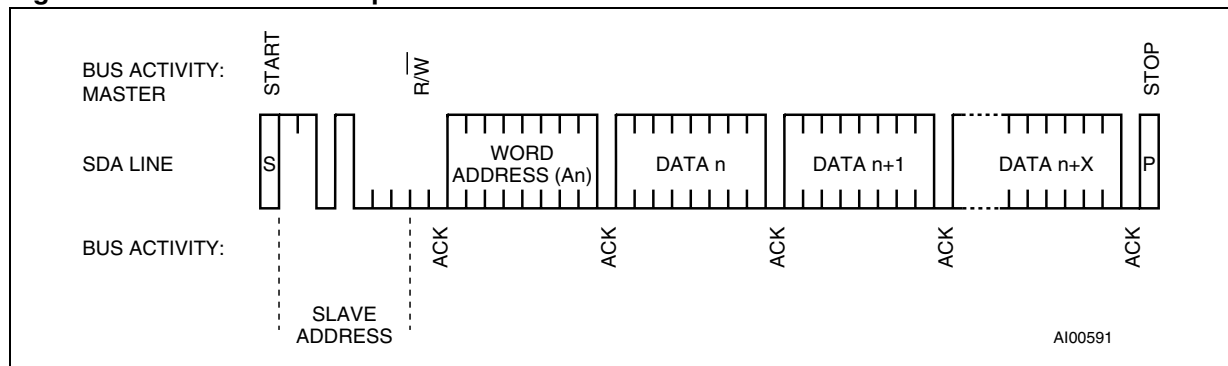 BUS ACTIVITY:
MASTER
START
R/W
STOP
SDA LINE
S
WORD
ADDRESS (An)
DATA n
DATA n+1
DATA n+X
P
BUS ACTIVITY:
ACK
ACK
ACK
ACK
ACK
SLAVE
ADDRESS
AI00591